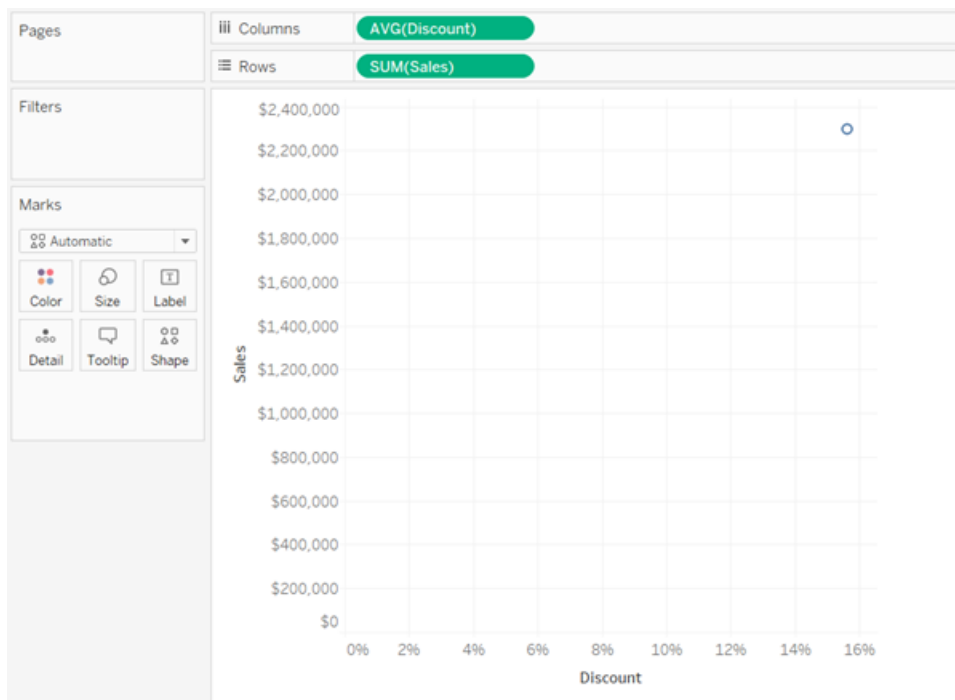 Pages
Columns
AVG(Discount)
Rows
SUM(Sales)
Filters
Marks
Automatic
Color
Size
Label
Detail
Tooltip
Shape
$2,400,000
$2,200,000
$2,000,000
$1,800,000
$1,600,000
$1,400,000
$1,200,000
$1,000,000
$800,000
$600,000
$400,000
$200,000
$0
Sales
0% 2% 4% 6% 8% 10% 12% 14% 16%
Discount